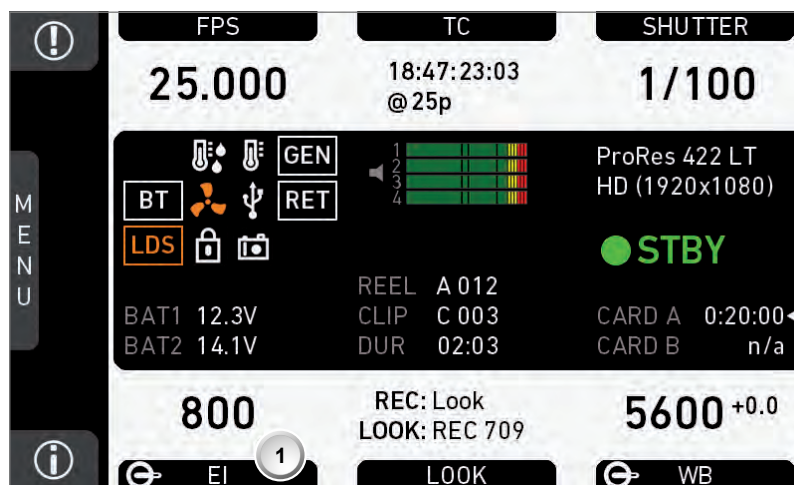 FPS TC SHUTTER
25.000 18:47:23:03 1/100
@ 25p
GEN 1 ProRes 422 LT
2 HD (1920x1080)
BT RET 3
4
MENU
LDS STBY
REEL A 012
BAT1 12.3V CLIP C 003 CARD A 0:20:00
BAT2 14.1V DUR 02:03 CARD B n/a
800 REC: Look 5600 +0.0
LOOK: REC 709
EI 1 LOOK WB